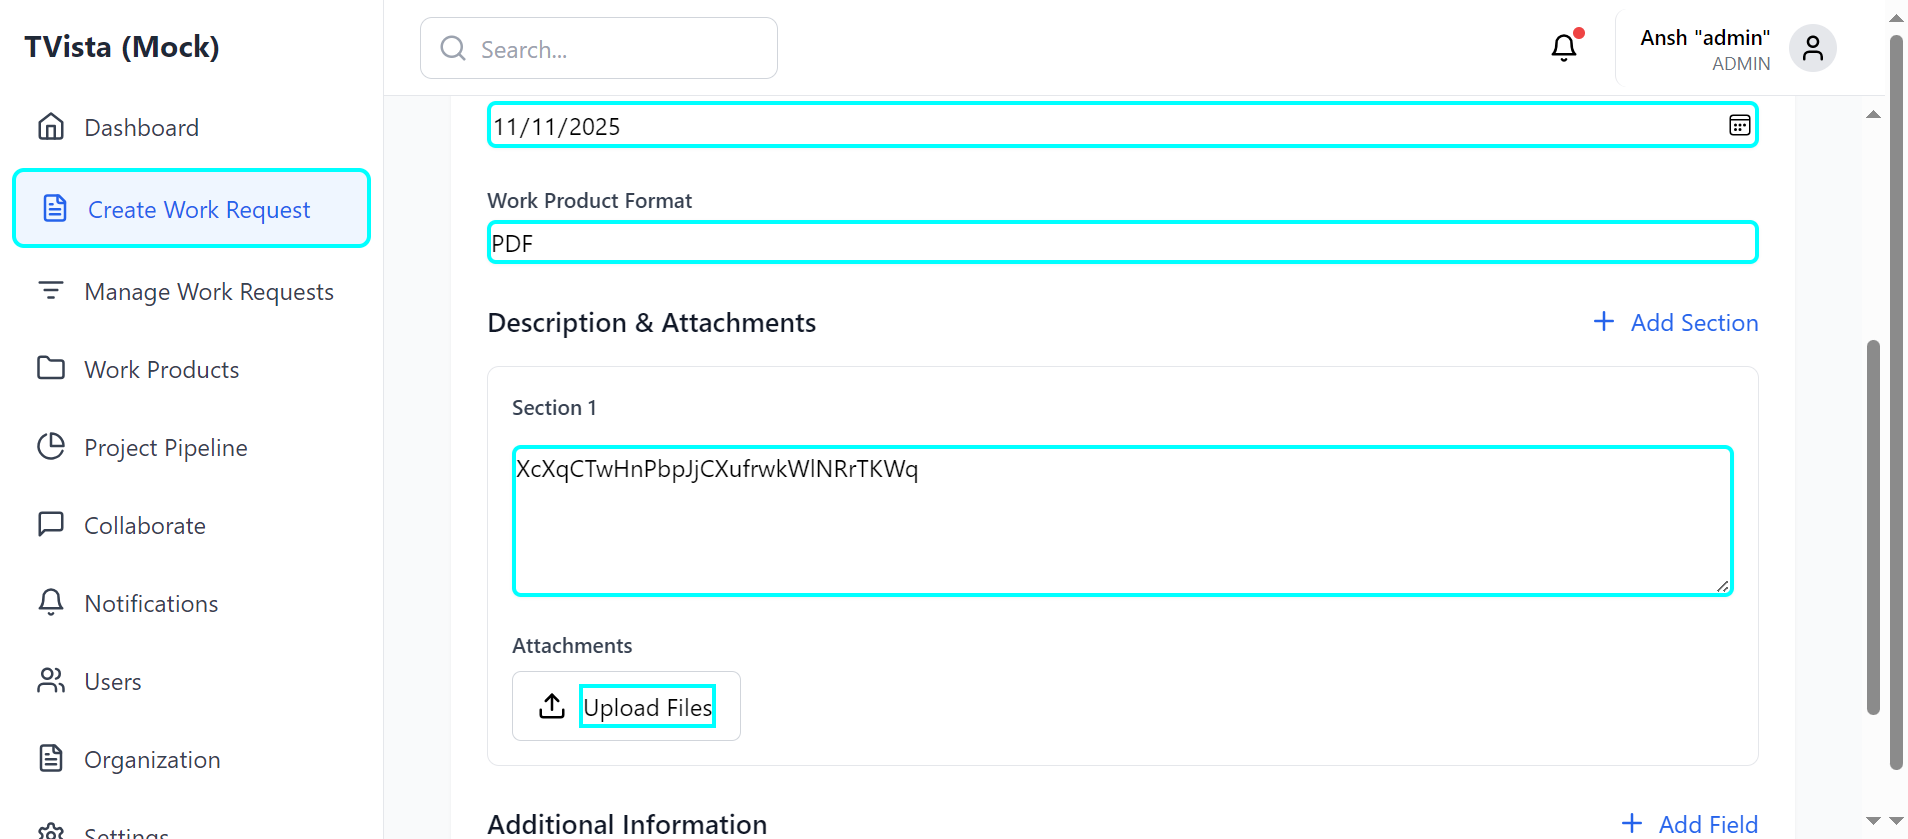 TVista (Mock)
Dashboard
Create Work Request
Manage Work Requests
Work Products
Project Pipeline
Collaborate
Notifications
Users
Organization
Settings
Search...
Ansh "admin"
ADMIN
11/11/2025
Work Product Format
PDF
Description & Attachments
+ Add Section
Section 1
XcXqCTwHnPbpJjCXufrwkWlNRrTKWq
Attachments
Upload Files
Additional Information
+ Add Field